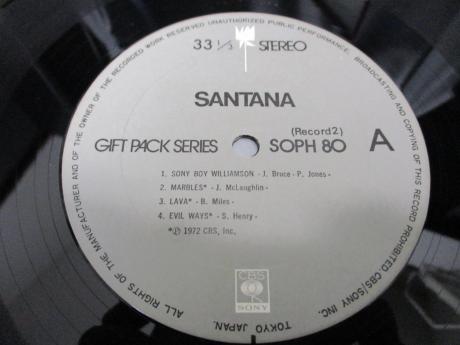 33 1/3 STEREO
SANTANA
(Record2)
GIFT PACK SERIES SOPH 80 A
1. SONY BOY WILLIAMSON - J. Bruce - P. Jones -
2. MARBLES* - J. McLaughlin -
3. LAVA* - B. Miles -
4. EVIL WAYS* - S. Henry -
*Ⓟ 1972 CBS, Inc.
CBS
SONY
ALL RIGHTS OF THE MANUFACTURER AND OF THE OWNER OF THE RECORDED WORK RESERVED UNAUTHORIZED PUBLIC PERFORMANCE, BROADCASTING AND COPYING OF THIS RECORD PROHIBITED. CBS/SONY INC. TOKYO JAPAN.